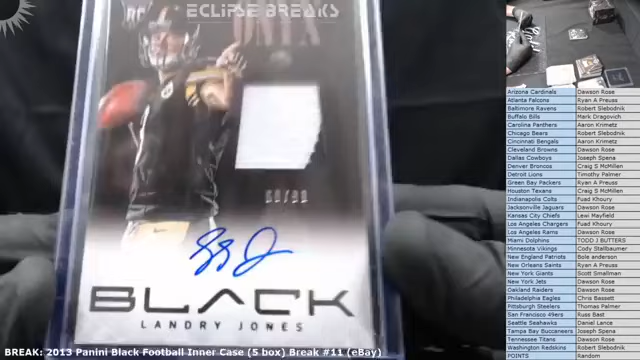 RC
ECLIPSE BREAKS
ONYX
BLACK
LANDRY JONES
BREAK: 2013 Panini Black Football Inner Case (5 box) Break #11 (eBay)
Arizona Cardinals Dawson Rose
Atlanta Falcons Ryan A Preuss
Baltimore Ravens Robert Slebodnik
Buffalo Bills Mark Dragovich
Carolina Panthers Aaron Krimetz
Chicago Bears Robert Slebodnik
Cincinnati Bengals Aaron Krimetz
Cleveland Browns Dawson Rose
Dallas Cowboys Joseph Spena
Denver Broncos Craig S McMillen
Detroit Lions Timothy Palmer
Green Bay Packers Ryan A Preuss
Houston Texans Craig S McMillen
Indianapolis Colts Fuad Khoury
Jacksonville Jaguars Dawson Rose
Kansas City Chiefs Lewi Mayfield
Los Angeles Chargers Fuad Khoury
Los Angeles Rams Dawson Rose
Miami Dolphins TODD J BUTTERS
Minnesota Vikings Cody Stallbaumer
New England Patriots Bole anderson
New Orleans Saints Ryan A Preuss
New York Giants Scott Smallman
New York Jets Dawson Rose
Oakland Raiders Dawson Rose
Philadelphia Eagles Chris Bassett
Pittsburgh Steelers Thomas Palmer
San Francisco 49ers Russ Bast
Seattle Seahawks Daniel Lance
Tampa Bay Buccaneers Joseph Spena
Tennessee Titans Dawson Rose
Washington Redskins Robert Slebodnik
POINTS Random